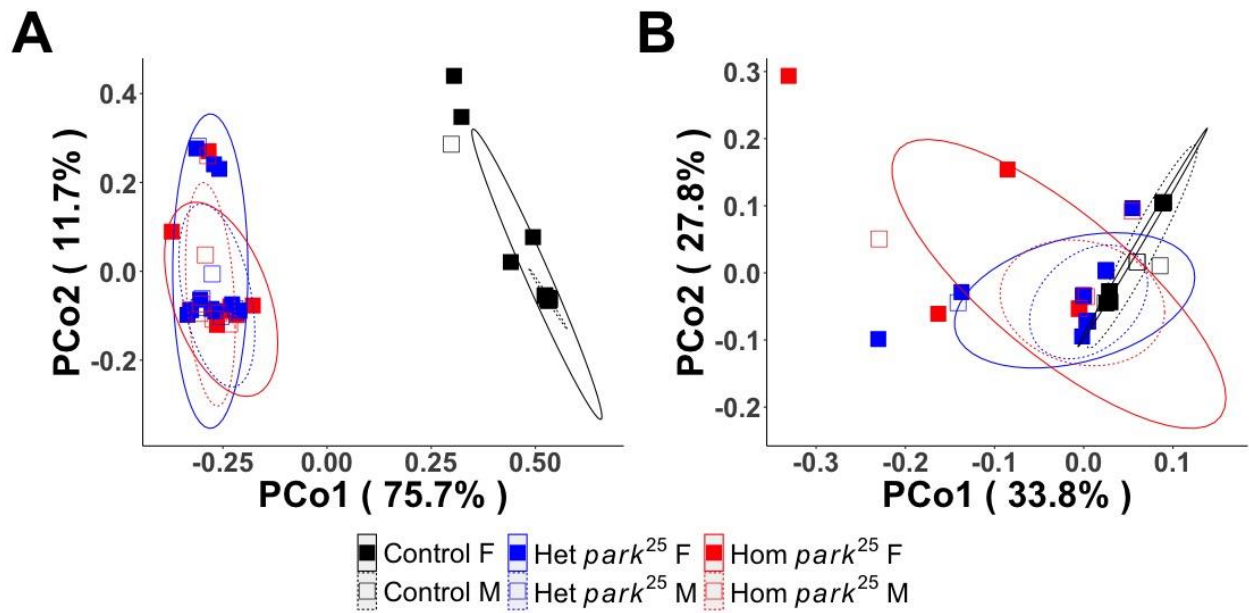 A
B
0.4
0.2
0.0
-0.2
PCo2 ( 11.7% )
-0.25 0.00 0.25 0.50
PCo1 ( 75.7% )
0.3
0.2
0.1
0.0
-0.1
-0.2
PCo2 ( 27.8% )
-0.3 -0.2 -0.1 0.0 0.1
PCo1 ( 33.8% )
Control F Het park²⁵ F Hom park²⁵ F
Control M Het park²⁵ M Hom park²⁵ M